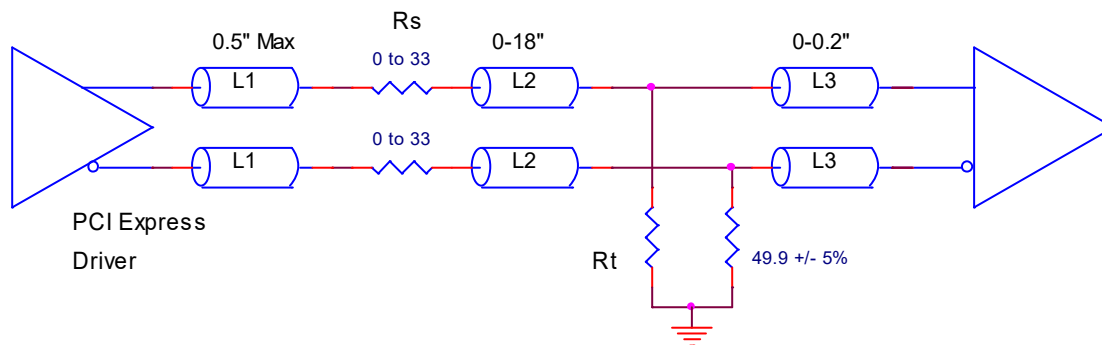 Rs
0.5" Max
0-18"
0-0.2"
0 to 33
L1
L2
L3
0 to 33
L1
L2
L3
PCI Express
Driver
Rt
49.9 +/- 5%